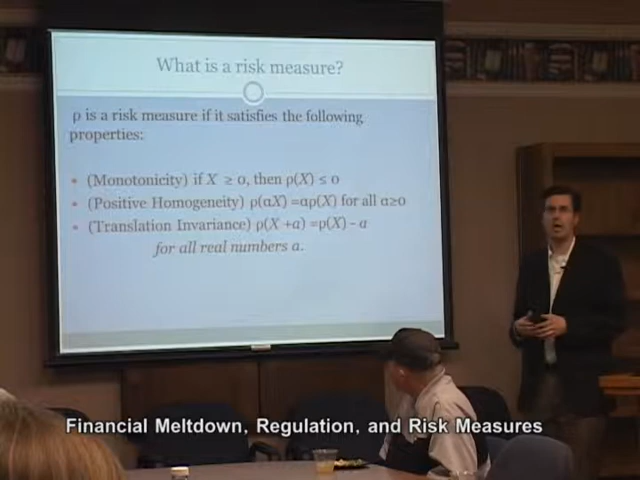 What is a risk measure?
ρ is a risk measure if it satisfies the following
properties:
• (Monotonicity) if X ≥ 0, then ρ(X) ≤ 0
• (Positive Homogeneity) ρ(αX) =αρ(X) for all α≥0
• (Translation Invariance) ρ(X +a) =ρ(X) – a
for all real numbers a.
Financial Meltdown, Regulation, and Risk Measures